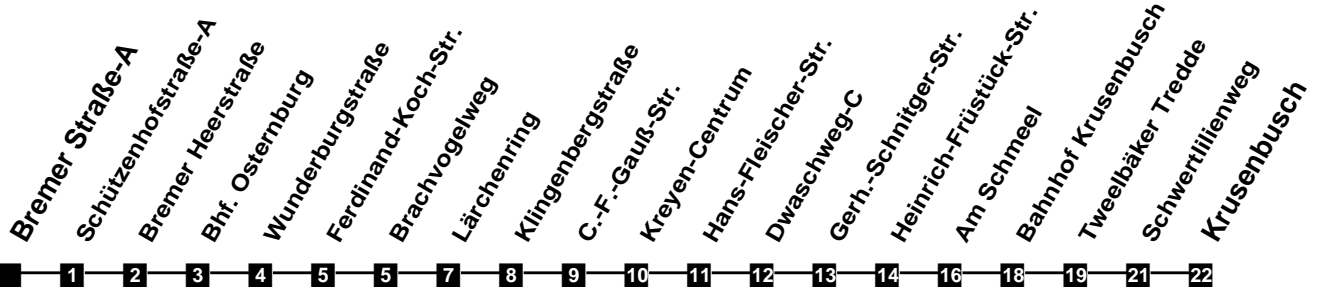 Bremer Straße-A
Schützenhofstraße-A
Bremer Heerstraße
Bhf. Osternburg
Wunderburgstraße
Ferdinand-Koch-Str.
Brachvogelweg
Lärchenring
Klingenbergstraße
C.-F.-Gauß-Str.
Kreyen-Centrum
Hans-Fleischer-Str.
Dwaschweg-C
Gerh.-Schnitger-Str.
Heinrich-Früstück-Str.
Am Schmeel
Bahnhof Krusenbusch
Tweelbäker Tredde
Schwertlilienweg
Krusenbusch
1 2 3 4 5 5 7 8 9 10 11 12 13 14 16 18 19 21 22